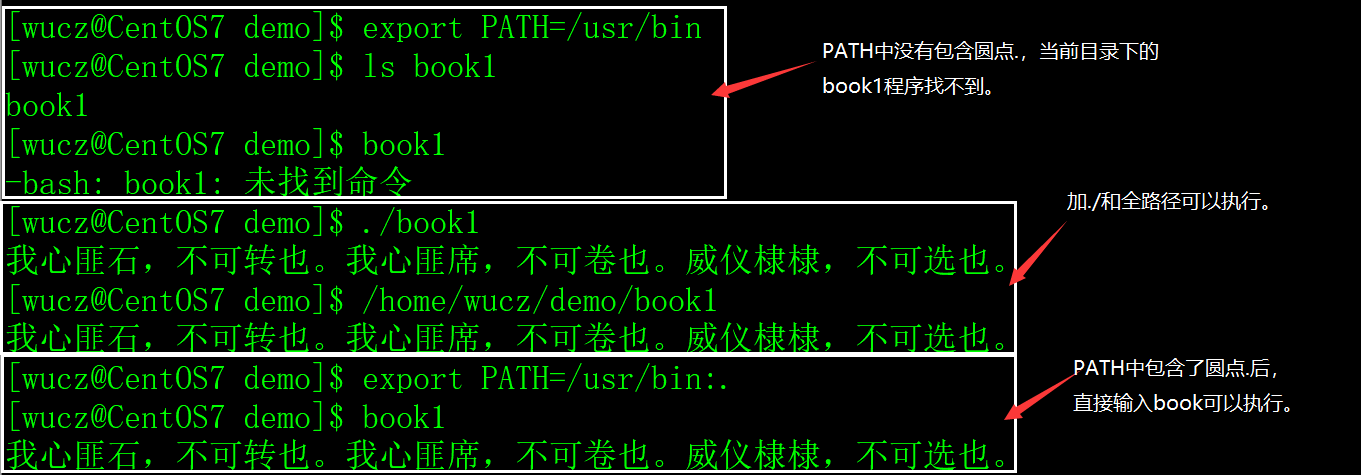 [wucz@CentOS7 demo]$ export PATH=/usr/bin
[wucz@CentOS7 demo]$ ls book1
book1
[wucz@CentOS7 demo]$ book1
-bash: book1: 未找到命令
PATH中没有包含圆点.，当前目录下的
book1程序找不到。
[wucz@CentOS7 demo]$ ./book1
我心匪石，不可转也。我心匪席，不可卷也。威仪棣棣，不可选也。
[wucz@CentOS7 demo]$ /home/wucz/demo/book1
我心匪石，不可转也。我心匪席，不可卷也。威仪棣棣，不可选也。
加./和全路径可以执行。
[wucz@CentOS7 demo]$ export PATH=/usr/bin:.
[wucz@CentOS7 demo]$ book1
我心匪石，不可转也。我心匪席，不可卷也。威仪棣棣，不可选也。
PATH中包含了圆点.后，
直接输入book可以执行。